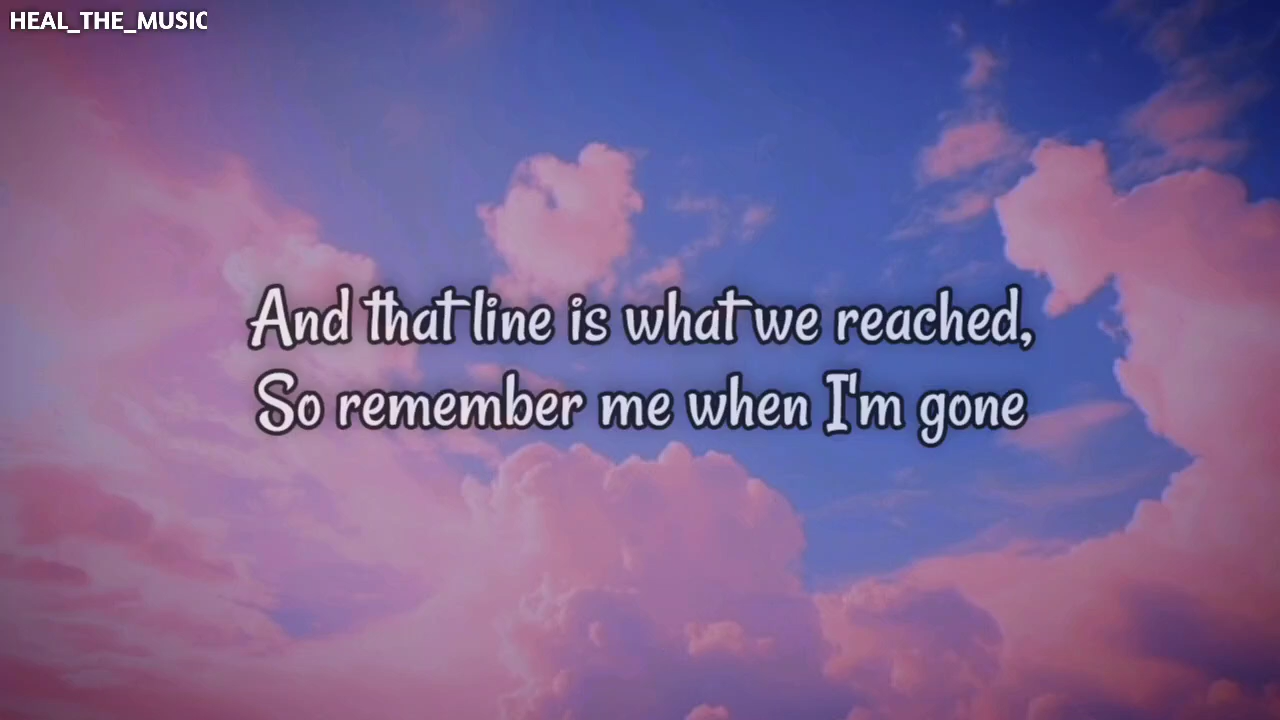 HEAL_THE_MUSIC
And that line is what we reached,
So remember me when I'm gone